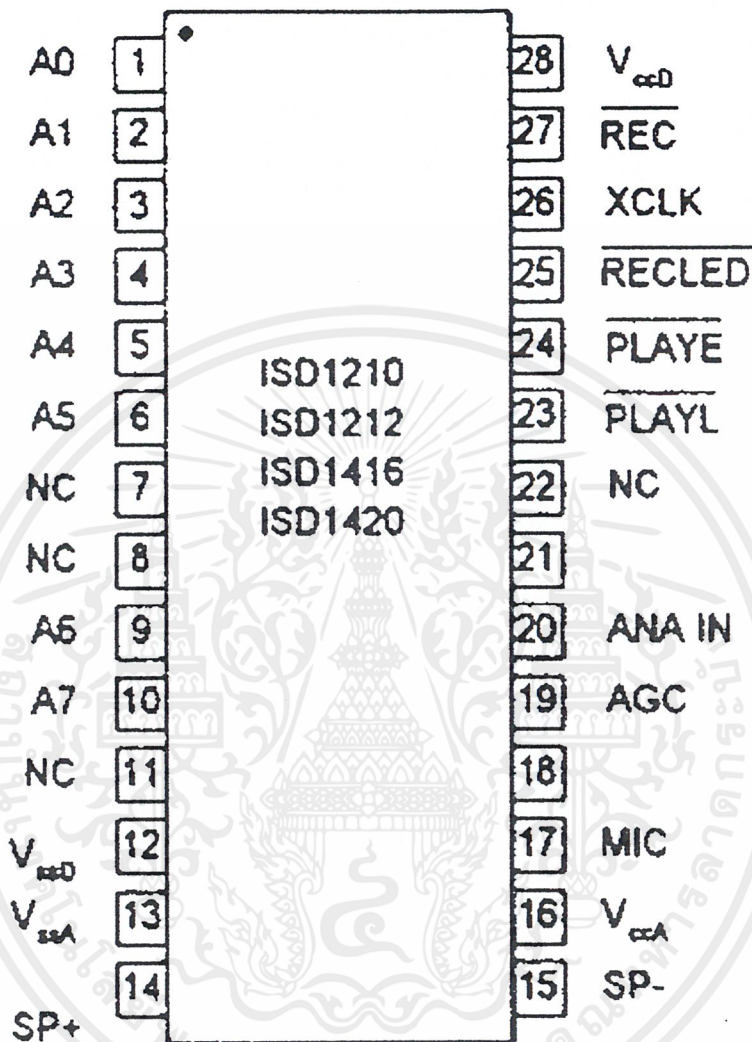 A0 1 28 VccD
A1 2 27 REC
A2 3 26 XCLK
A3 4 25 RECLED
A4 5 24 PLAYE
A5 6 23 PLAYL
NC 7 22 NC
NC 8 21
A6 9 20 ANA IN
A7 10 19 AGC
NC 11 18
VssD 12 17 MIC
VssA 13 16 VccA
14 15 SP-
SP+
ISD1210
ISD1212
ISD1416
ISD1420